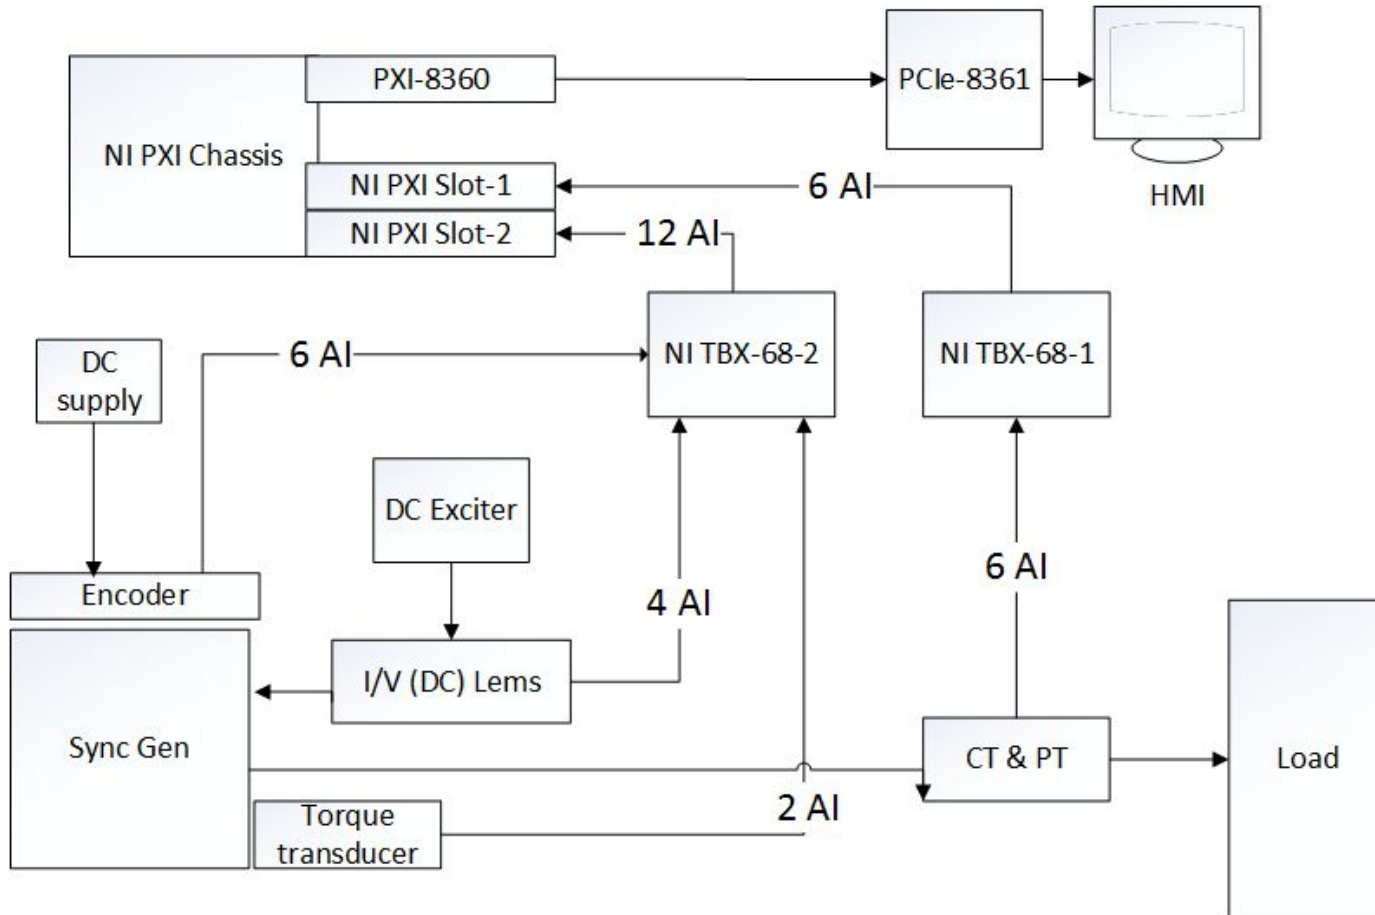 PXI-8360
PCIe-8361
NI PXI Chassis
NI PXI Slot-1
6 AI
HMI
NI PXI Slot-2
12 AI
DC
supply
6 AI
NI TBX-68-2
NI TBX-68-1
DC Exciter
Encoder
4 AI
6 AI
I/V (DC) Lems
Sync Gen
CT & PT
Load
Torque
transducer
2 AI